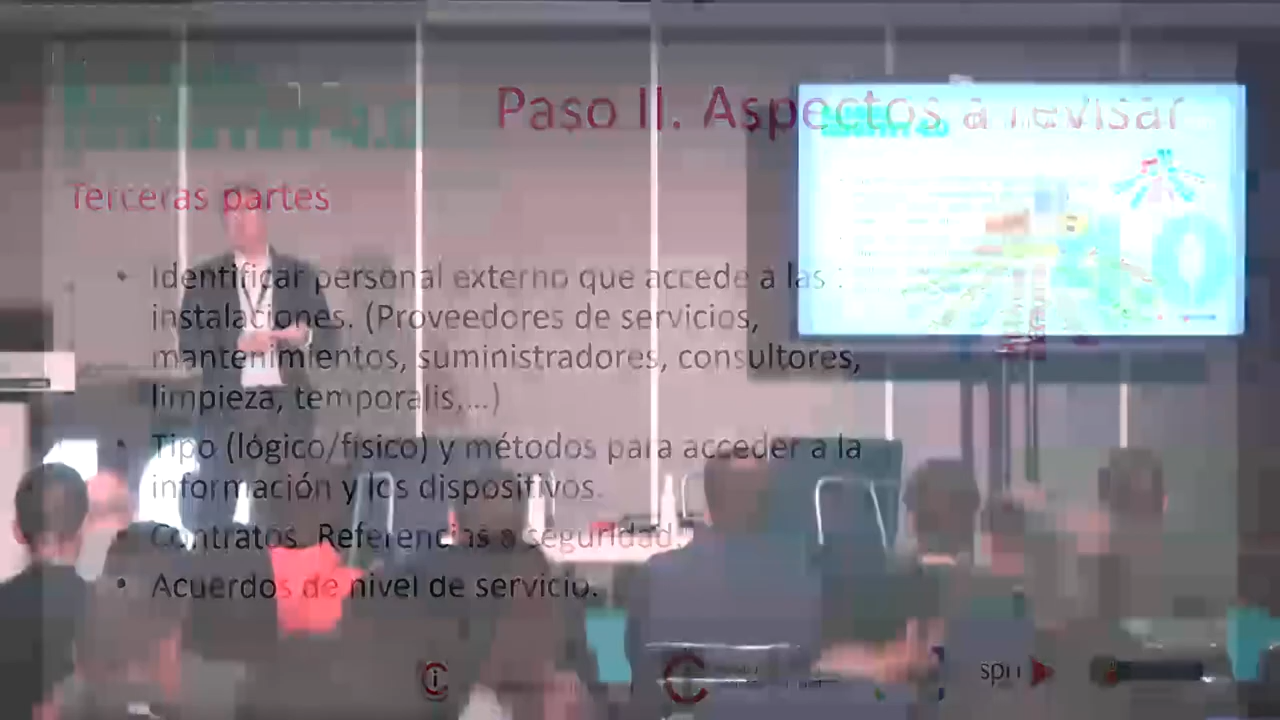 Paso II. Aspectos a revisar
Terceras partes
• Identificar personal externo que accede a las
instalaciones. (Proveedores de servicios,
mantenimientos, suministradores, consultores,
limpieza, temporalis,...)
• Tipo (lógico/físico) y métodos para acceder a la
información y los dispositivos.
• Contratos. Referencias a seguridad.
• Acuerdos de nivel de servicio.
spri